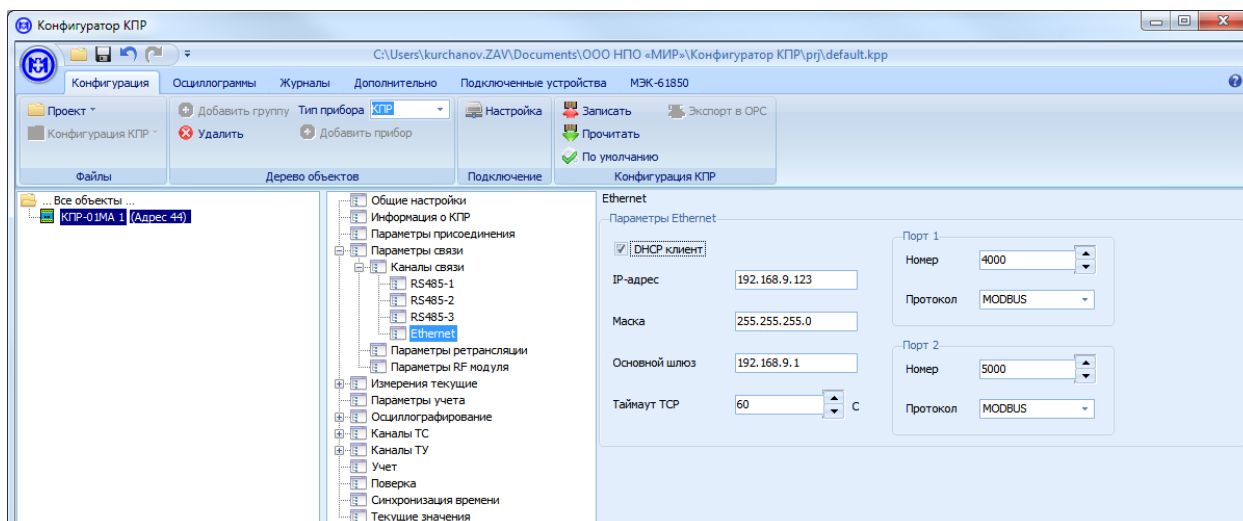 Конфигуратор КПР
C:\Users\kurchanov.ZAV\Documents\ООО НПО «МИР»\Конфигуратор КПР\prj\default.kpp
Конфигурация Осциллограммы Журналы Дополнительно Подключенные устройства МЭК-61850
Проект Добавить группу Тип прибора КПР Настройка Записать Экспорт в OPC
Конфигурация КПР Удалить Добавить прибор Прочитать
По умолчанию
Файлы Дерево объектов Подключение Конфигурация КПР
... Все объекты ...
КПР-01МА 1 (Адрес 44)
Общие настройки
Информация о КПР
Параметры присоединения
Параметры связи
Каналы связи
RS485-1
RS485-2
RS485-3
Ethernet
Параметры ретрансляции
Параметры RF модуля
Измерения текущие
Параметры учета
Осциллографирование
Каналы ТС
Каналы ТУ
Учет
Поверка
Синхронизация времени
Текущие значения
Ethernet
Параметры Ethernet
DHCP клиент
IP-адрес 192.168.9.123
Маска 255.255.255.0
Основной шлюз 192.168.9.1
Таймаут TCP 60 С
Порт 1
Номер 4000
Протокол MODBUS
Порт 2
Номер 5000
Протокол MODBUS